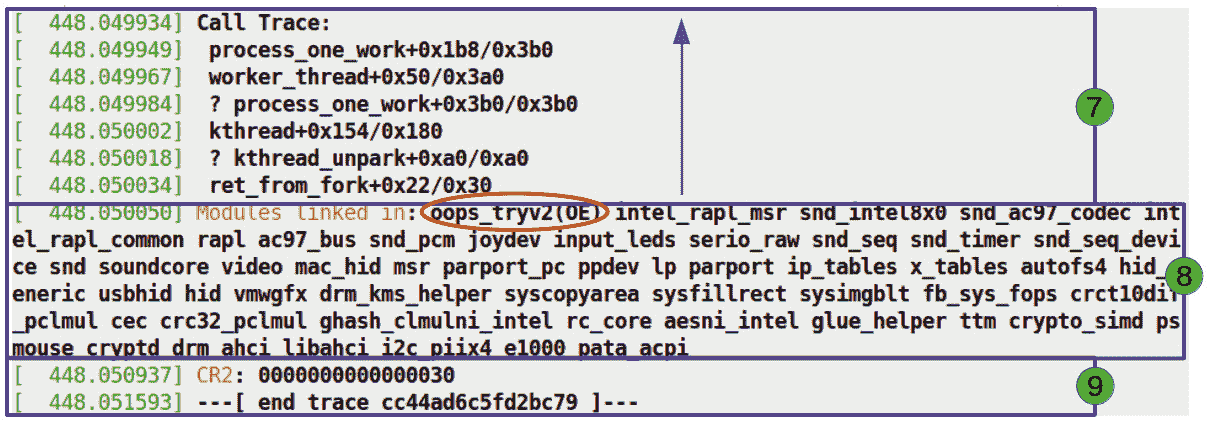 [  448.049934] Call Trace:
[  448.049949]  process_one_work+0x1b8/0x3b0
[  448.049967]  worker_thread+0x50/0x3a0
[  448.049984]  ? process_one_work+0x3b0/0x3b0
[  448.050002]  kthread+0x154/0x180
7
[  448.050018]  ? kthread_unpark+0xa0/0xa0
[  448.050034]  ret_from_fork+0x22/0x30
[  448.050050] Modules linked in: oops_tryv2(OE) intel_rapl_msr snd_intel8x0 snd_ac97_codec int
el_rapl_common rapl ac97_bus snd_pcm joydev input_leds serio_raw snd_seq snd_timer snd_seq_devi
ce snd soundcore video mac_hid msr parport_pc ppdev lp parport ip_tables x_tables autofs4 hid_
eneric usbhid hid vmwgfx drm_kms_helper syscopyarea sysfillrect sysimgblt fb_sys_fops crct10dif
8
_pclmul cec crc32_pclmul ghash_clmulni_intel rc_core aesni_intel glue_helper ttm crypto_simd ps
mouse cryptd drm ahci libahci i2c_piix4 e1000 pata_acpi
[  448.050937] CR2: 0000000000000030
9
[  448.051593] ---[ end trace cc44ad6c5fd2bc79 ]---